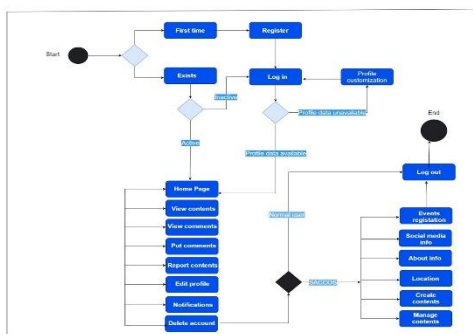 First time
Register
Start
Exists
Log in
Profile
customization
Inactive
Profile data unavailable
End
Active
Profile data available
Log out
Home Page
View contents
View comments
Put comments
Report contents
Edit profile
Notifications
Delete account
Normal user
Events
registation
Social media
info
About info
Location
Create
contents
Manage
contents